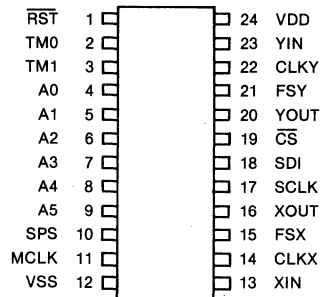 R̅S̅T̅ 1 24 VDD
TM0 2 23 YIN
TM1 3 22 CLKY
A0 4 21 FSY
A1 5 20 YOUT
A2 6 19 C̅S̅
A3 7 18 SDI
A4 8 17 SCLK
A5 9 16 XOUT
SPS 10 15 FSX
MCLK 11 14 CLKX
VSS 12 13 XIN